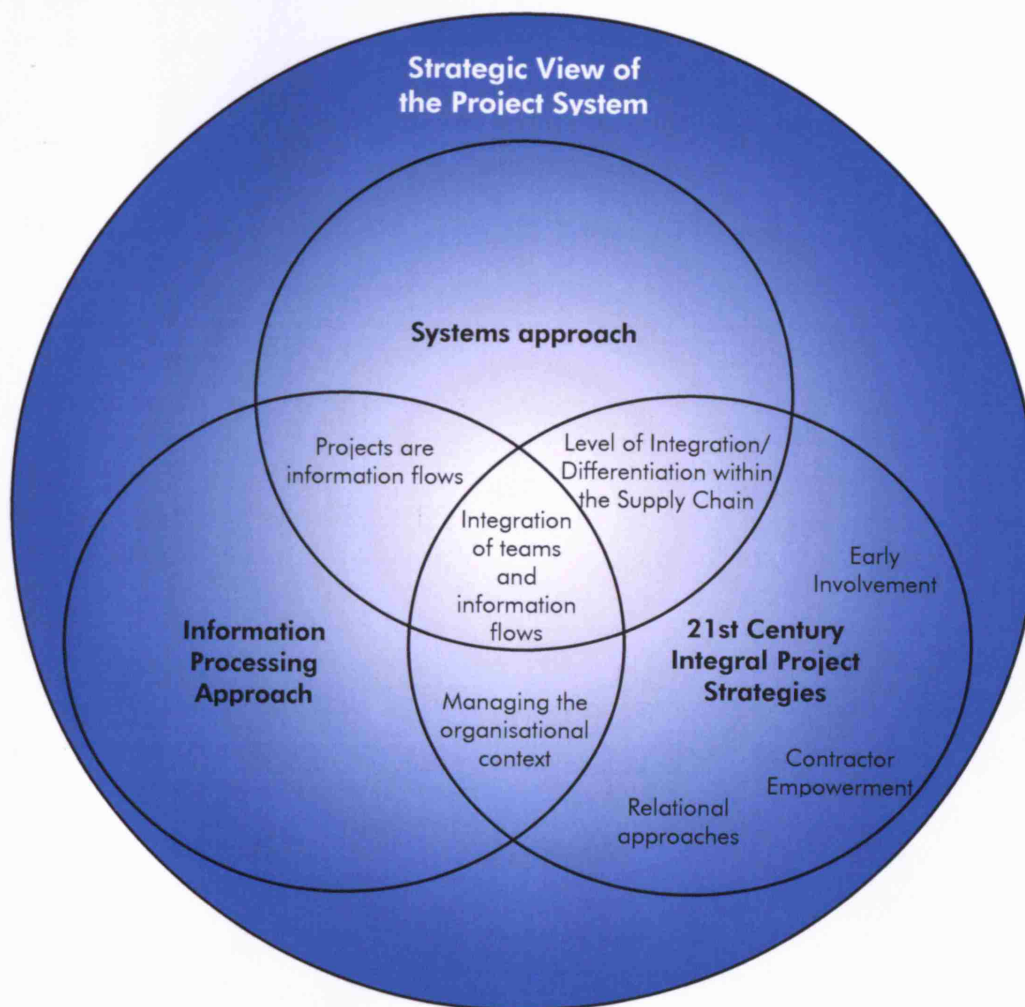 Strategic View of
the Project System
Systems approach
Projects are
information flows
Level of Integration/
Differentiation within
the Supply Chain
Integration
of teams
and
information
flows
Early
Involvement
Information
Processing
Approach
21st Century
Integral Project
Strategies
Managing the
organisational
context
Contractor
Empowerment
Relational
approaches